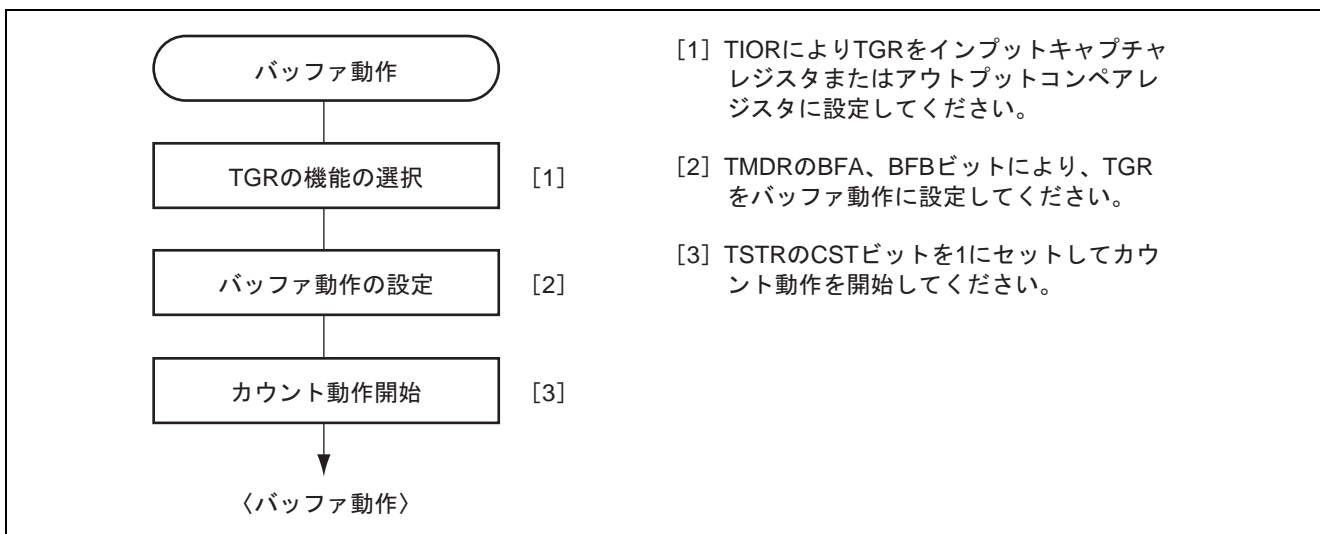 バッファ動作
TGRの機能の選択 [1]
バッファ動作の設定 [2]
カウント動作開始 [3]
〈バッファ動作〉
[1] TIORによりTGRをインプットキャプチャ
レジスタまたはアウトプットコンペアレ
ジスタに設定してください。
[2] TMDRのBFA、BFBビットにより、TGR
をバッファ動作に設定してください。
[3] TSTRのCSTビットを1にセットしてカウ
ント動作を開始してください。